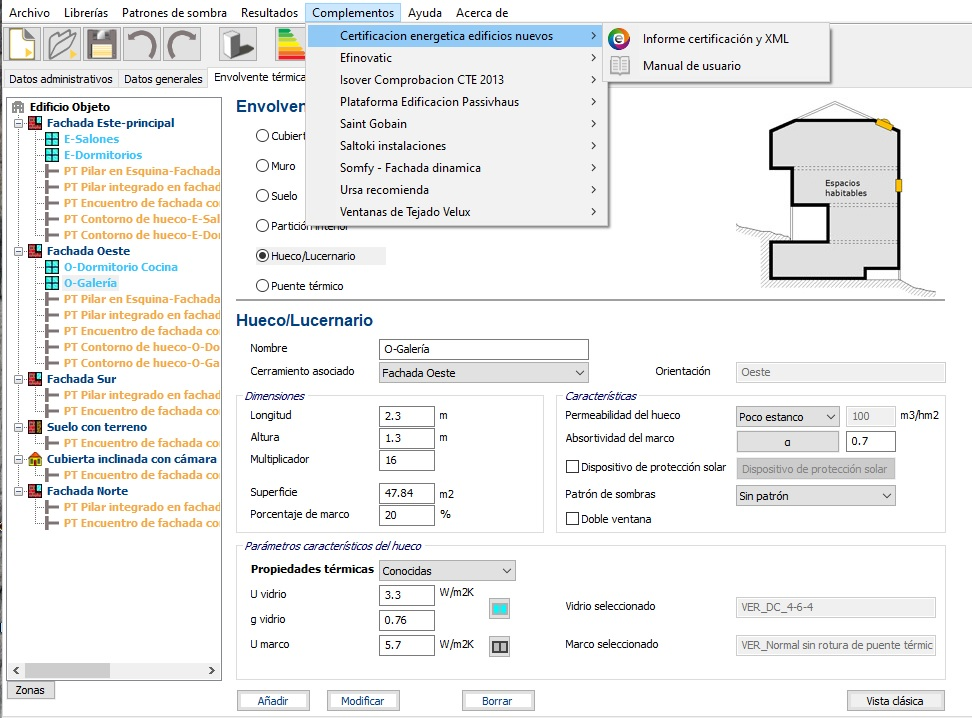 Archivo Librerías Patrones de sombra Resultados Complementos Ayuda Acerca de
Certificacion energetica edificios nuevos
Efinovatic
Isover Comprobacion CTE 2013
Plataforma Edificacion Passivhaus
Saint Gobain
Saltoki instalaciones
Somfy - Fachada dinamica
Ursa recomienda
Ventanas de Tejado Velux
Informe certificación y XML
Manual de usuario
Datos administrativos Datos generales Envolvente térmica
Edificio Objeto
Fachada Este-principal
E-Salones
E-Dormitorios
PT Pilar en Esquina-Fachada
PT Pilar integrado en fachad
PT Encuentro de fachada co
PT Contorno de hueco-E-Sal
PT Contorno de hueco-E-Do
Fachada Oeste
O-Dormitorio Cocina
O-Galería
PT Pilar en Esquina-Fachada
PT Pilar integrado en fachad
PT Encuentro de fachada co
PT Contorno de hueco-O-Do
PT Contorno de hueco-O-Ga
Fachada Sur
PT Pilar integrado en fachad
PT Encuentro de fachada co
Suelo con terreno
PT Encuentro de fachada co
Cubierta inclinada con cámara
PT Encuentro de fachada co
Fachada Norte
PT Pilar integrado en fachad
PT Encuentro de fachada co
Zonas
Envolven
Cubiert
Muro
Suelo
Partición interior
Hueco/Lucernario
Puente térmico
Espacios
habitables
Hueco/Lucernario
Nombre O-Galería
Cerramiento asociado Fachada Oeste Orientación Oeste
Dimensiones
Longitud 2.3 m
Altura 1.3 m
Multiplicador 16
Superficie 47.84 m2
Porcentaje de marco 20 %
Características
Permeabilidad del hueco Poco estanco 100 m3/hm2
Absortividad del marco α 0.7
Dispositivo de protección solar Dispositivo de protección solar
Patrón de sombras Sin patrón
Doble ventana
Parámetros característicos del hueco
Propiedades térmicas Conocidas
U vidrio 3.3 W/m2K
g vidrio 0.76
U marco 5.7 W/m2K
Vidrio seleccionado VER_DC_4-6-4
Marco seleccionado VER_Normal sin rotura de puente térmic
Añadir Modificar Borrar Vista clásica